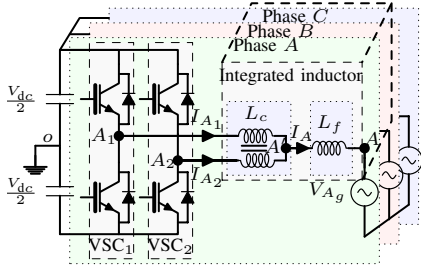 Phase C
Phase B
Phase A
Integrated inductor
V_dc/2
L_c
I_A1
A_1
o
I_A
L_f
A
A
A_2
I_A2
V_dc/2
V_Ag
VSC_1
VSC_2